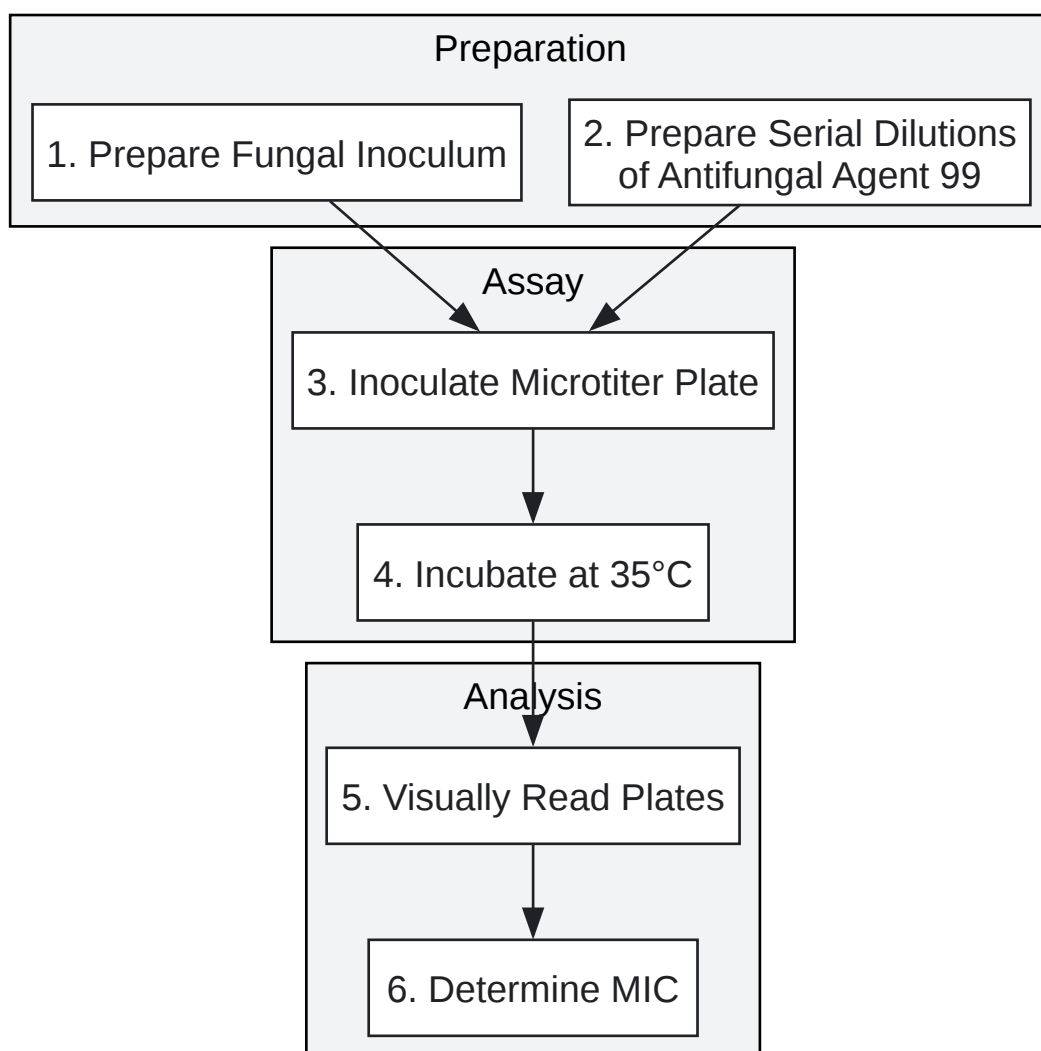 Preparation
1. Prepare Fungal Inoculum
2. Prepare Serial Dilutions
of Antifungal Agent 99
Assay
3. Inoculate Microtiter Plate
4. Incubate at 35°C
Analysis
5. Visually Read Plates
6. Determine MIC